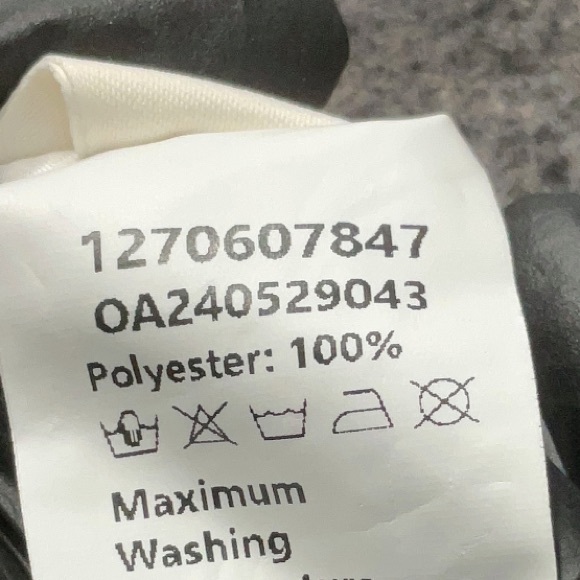 1270607847
OA240529043
Polyester: 100%
Maximum
Washing